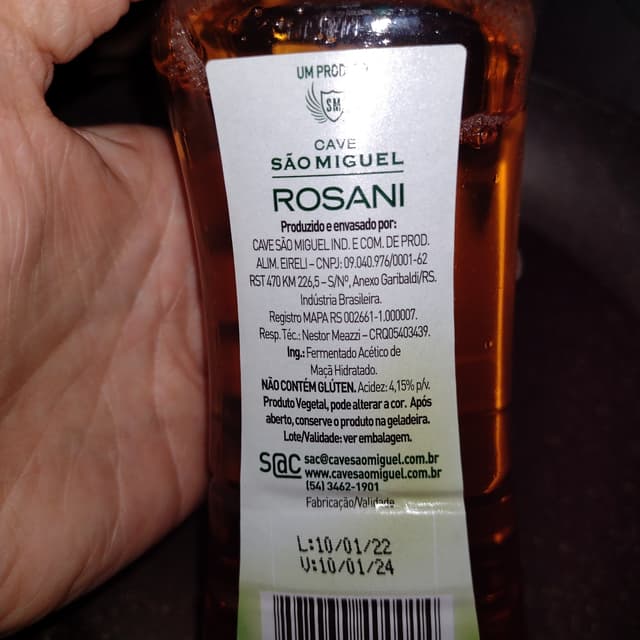 UM PROD
SM
CAVE
SÃO MIGUEL
ROSANI
Produzido e envasado por:
CAVE SÃO MIGUEL IND. E COM. DE PROD.
ALIM. EIRELI – CNPJ: 09.040.976/0001-62
RST 470 KM 226,5 – S/Nº, Anexo Garibaldi/RS.
Indústria Brasileira.
Registro MAPA RS 002661-1.000007.
Resp. Téc.: Nestor Meazzi – CRQ05403439.
Ing.: Fermentado Acético de
Maçã Hidratado.
NÃO CONTÉM GLÚTEN. Acidez: 4,15% p/v.
Produto Vegetal, pode alterar a cor. Após
aberto, conserve o produto na geladeira.
Lote/Validade: ver embalagem.
s@c sac@cavesaomiguel.com.br
www.cavesaomiguel.com.br
(54) 3462-1901
Fabricação/Validade
L:10/01/22
V:10/01/24